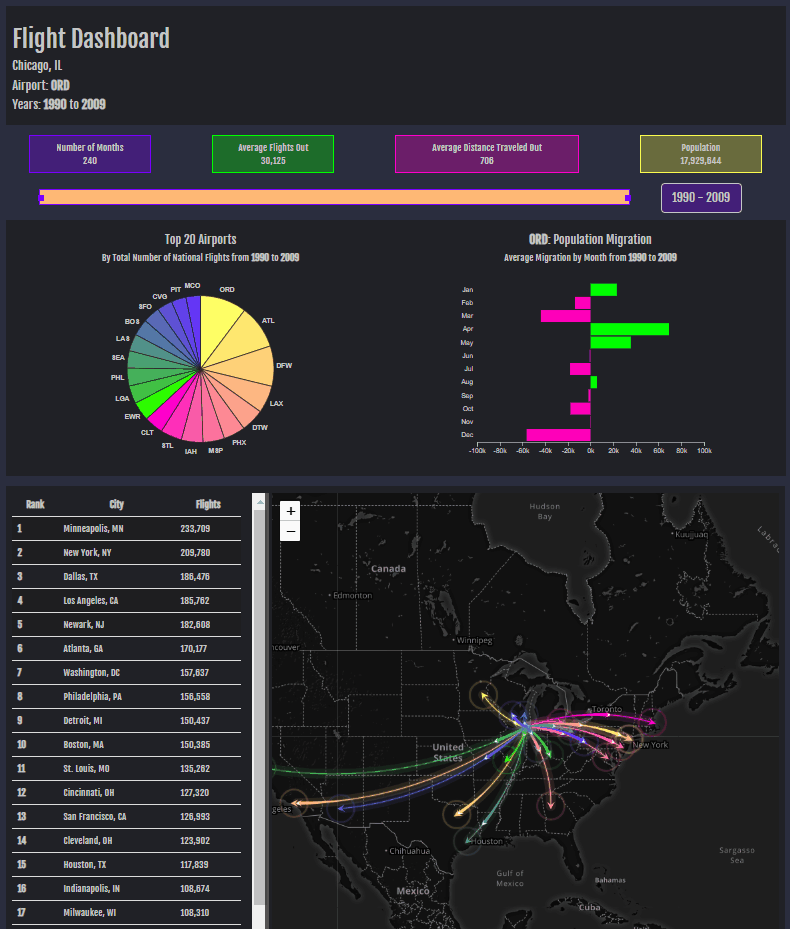 Flight Dashboard
Chicago, IL
Airport: ORD
Years: 1990 to 2009
Number of Months
240
Average Flights Out
30,125
Average Distance Traveled Out
706
Population
17,929,644
1990 - 2009
Top 20 Airports
By Total Number of National Flights from 1990 to 2009
ORD
ATL
DFW
LAX
DTW
PHX
MSP
IAH
STL
CLT
EWR
LGA
PHL
SEA
LAS
BOS
SFO
CVG
PIT
MCO
ORD: Population Migration
Average Migration by Month from 1990 to 2009
Jan
Feb
Mar
Apr
May
Jun
Jul
Aug
Sep
Oct
Nov
Dec
-100k -80k -60k -40k -20k 0k 20k 40k 60k 80k 100k
Rank City Flights
1 Minneapolis, MN 233,709
2 New York, NY 209,780
3 Dallas, TX 186,476
4 Los Angeles, CA 185,762
5 Newark, NJ 182,608
6 Atlanta, GA 170,177
7 Washington, DC 157,637
8 Philadelphia, PA 156,558
9 Detroit, MI 150,437
10 Boston, MA 150,385
11 St. Louis, MO 135,262
12 Cincinnati, OH 127,320
13 San Francisco, CA 126,993
14 Cleveland, OH 123,902
15 Houston, TX 117,839
16 Indianapolis, IN 108,674
17 Milwaukee, WI 108,310
+
−
Hudson
Bay
Kuujjuaq
Labra
Canada
Edmonton
Winnipeg
ncouver
Toronto
United
States
New York
geles
Houston
Chihuahua
Gulf of
Mexico
Mexico
Bahamas
Cuba
Sargasso
Sea